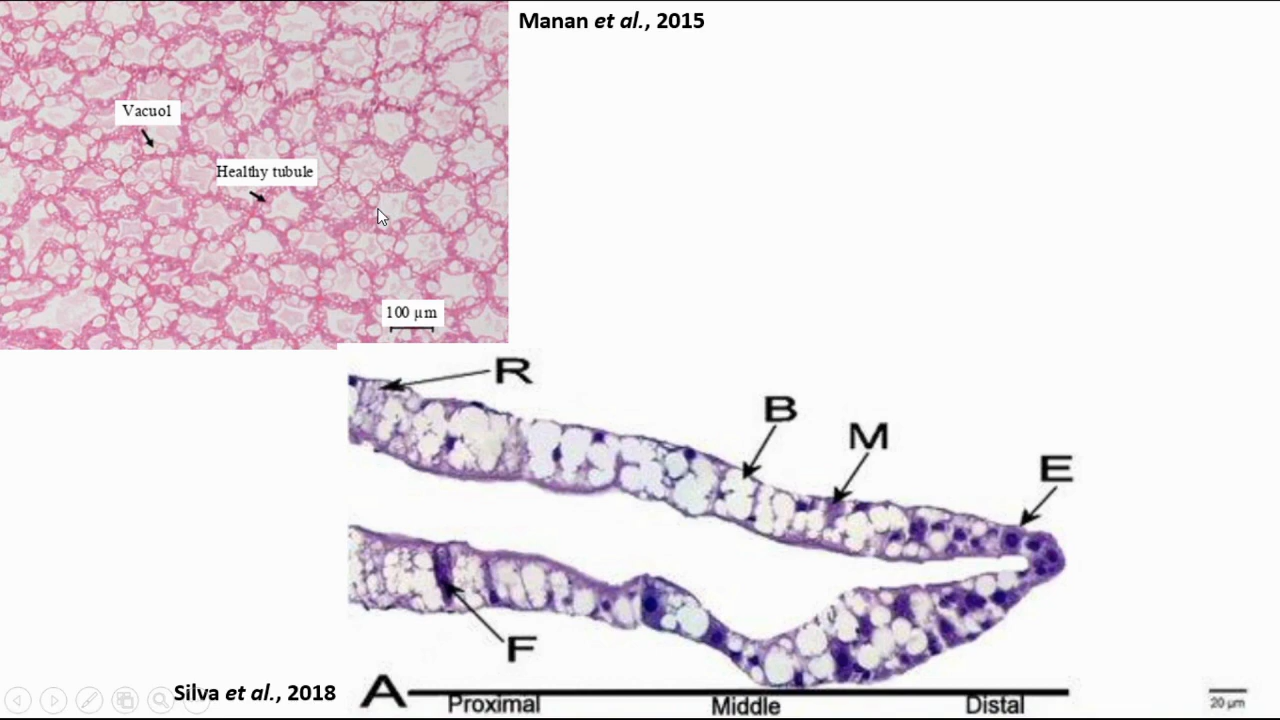 Manan et al., 2015
Vacuol
Healthy tubule
100 µm
R
B
M
E
F
Silva et al., 2018
A
Proximal Middle Distal
20 µm